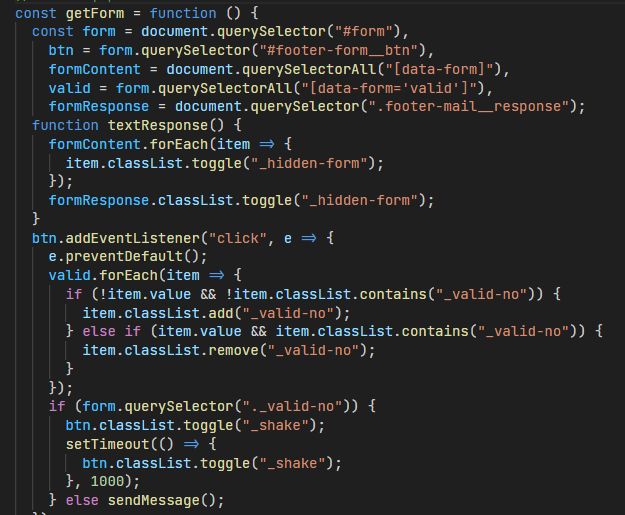 const getForm = function () {
const form = document.querySelector("#form"),
btn = form.querySelector("#footer-form__btn"),
formContent = document.querySelectorAll("[data-form]"),
valid = form.querySelectorAll("[data-form='valid']"),
formResponse = document.querySelector(".footer-mail__response");
function textResponse() {
formContent.forEach(item => {
item.classList.toggle("_hidden-form");
});
formResponse.classList.toggle("_hidden-form");
}
btn.addEventListener("click", e => {
e.preventDefault();
valid.forEach(item => {
if (!item.value && !item.classList.contains("_valid-no")) {
item.classList.add("_valid-no");
} else if (item.value && item.classList.contains("_valid-no")) {
item.classList.remove("_valid-no");
}
});
if (form.querySelector("._valid-no")) {
btn.classList.toggle("_shake");
setTimeout(() => {
btn.classList.toggle("_shake");
}, 1000);
} else sendMessage();